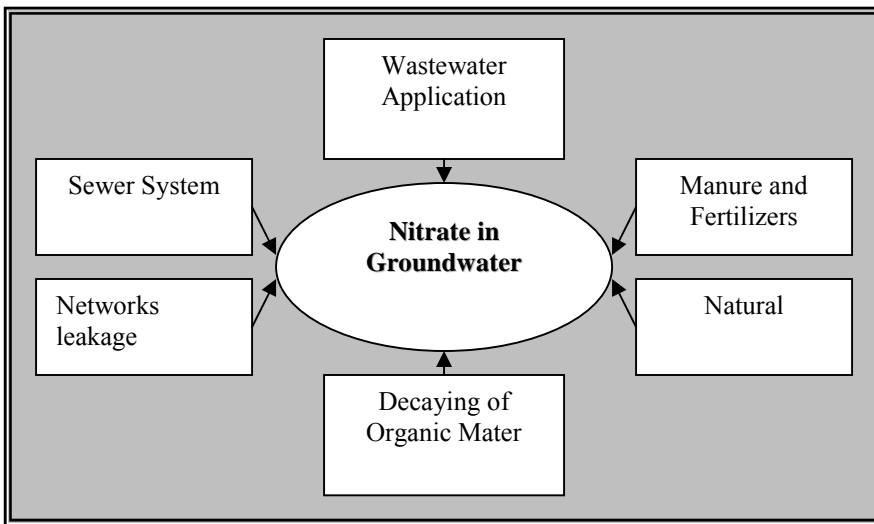 Wastewater
Application
Sewer System
Manure and
Fertilizers
Nitrate in
Groundwater
Networks
leakage
Natural
Decaying of
Organic Mater